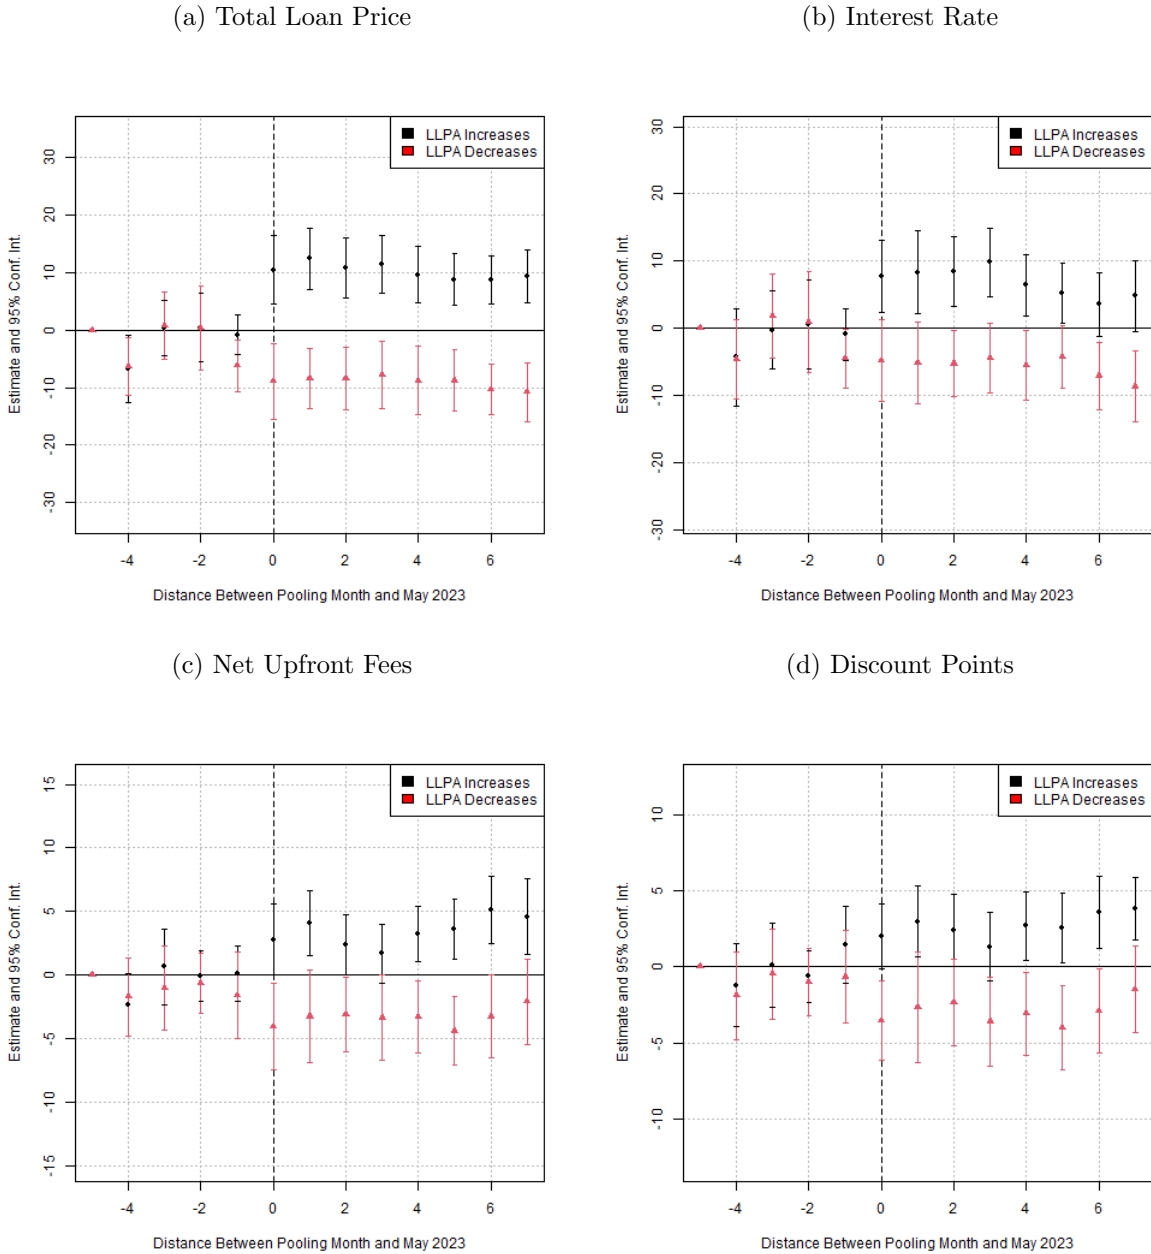 (a) Total Loan Price
LLPA Increases
LLPA Decreases
Estimate and 95% Conf. Int.
30
20
10
0
-10
-20
-30
-4 -2 0 2 4 6
Distance Between Pooling Month and May 2023
(b) Interest Rate
LLPA Increases
LLPA Decreases
Estimate and 95% Conf. Int.
30
20
10
0
-10
-20
-30
-4 -2 0 2 4 6
Distance Between Pooling Month and May 2023
(c) Net Upfront Fees
LLPA Increases
LLPA Decreases
Estimate and 95% Conf. Int.
15
10
5
0
-5
-10
-15
-4 -2 0 2 4 6
Distance Between Pooling Month and May 2023
(d) Discount Points
LLPA Increases
LLPA Decreases
Estimate and 95% Conf. Int.
10
5
0
-5
-10
-4 -2 0 2 4 6
Distance Between Pooling Month and May 2023